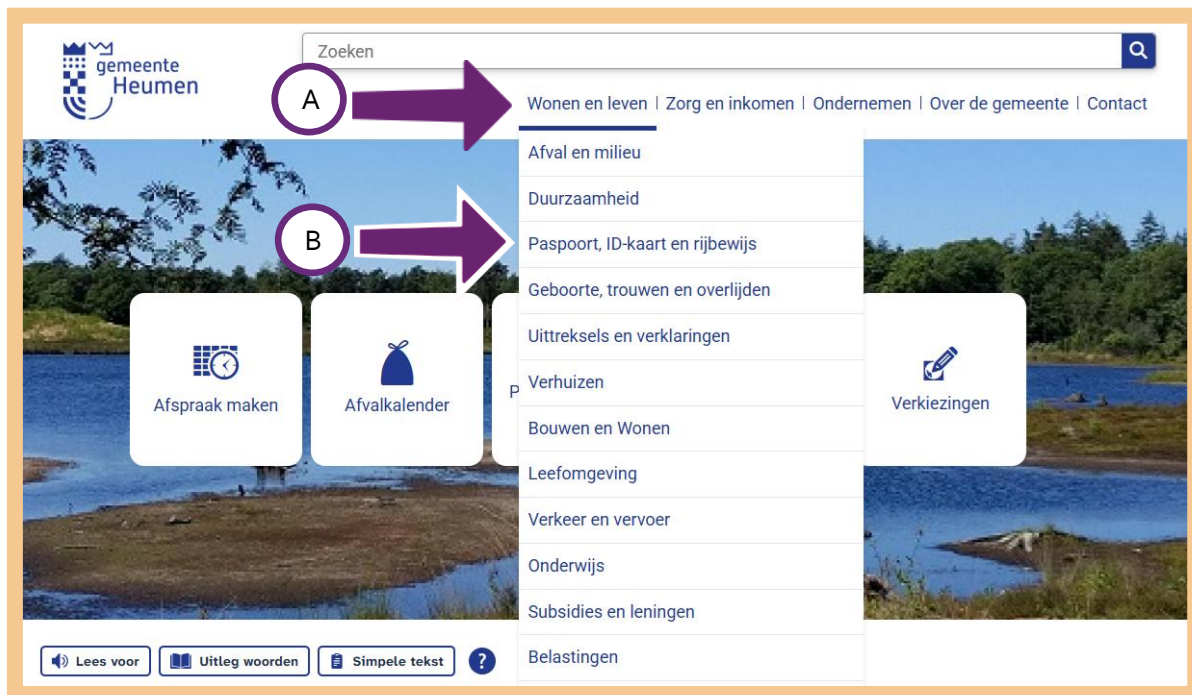 gemeente
Heumen
Zoeken
A
Wonen en leven | Zorg en inkomen | Ondernemen | Over de gemeente | Contact
Afval en milieu
Duurzaamheid
B
Paspoort, ID-kaart en rijbewijs
Geboorte, trouwen en overlijden
Uittreksels en verklaringen
Afspraak maken
Afvalkalender
P
Verhuizen
Verkiezingen
Bouwen en Wonen
Leefomgeving
Verkeer en vervoer
Onderwijs
Subsidies en leningen
Belastingen
Lees voor
Uitleg woorden
Simpele tekst
?